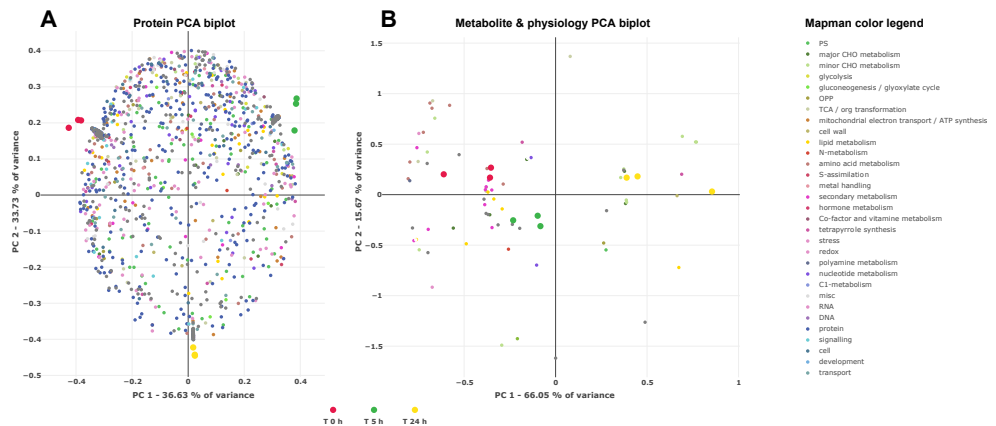 A
Protein PCA biplot
0.4
0.3
0.2
0.1
0
−0.1
−0.2
−0.3
−0.4
−0.5
PC 2 - 33.73 % of variance
−0.4
−0.2
0
0.2
0.4
PC 1 - 36.63 % of variance
B
Metabolite & physiology PCA biplot
1.5
1
0.5
0
−0.5
−1
−1.5
PC 2 - 15.67 % of variance
−0.5
0
0.5
1
PC 1 - 66.05 % of variance
T 0 h
T 5 h
T 24 h
Mapman color legend
PS
major CHO metabolism
minor CHO metabolism
glycolysis
gluconeogenesis / glyoxylate cycle
OPP
TCA / org transformation
mitochondrial electron transport / ATP synthesis
cell wall
lipid metabolism
N-metabolism
amino acid metabolism
S-assimilation
metal handling
secondary metabolism
hormone metabolism
Co-factor and vitamine metabolism
tetrapyrrole synthesis
stress
redox
polyamine metabolism
nucleotide metabolism
C1-metabolism
misc
RNA
DNA
protein
signalling
cell
development
transport